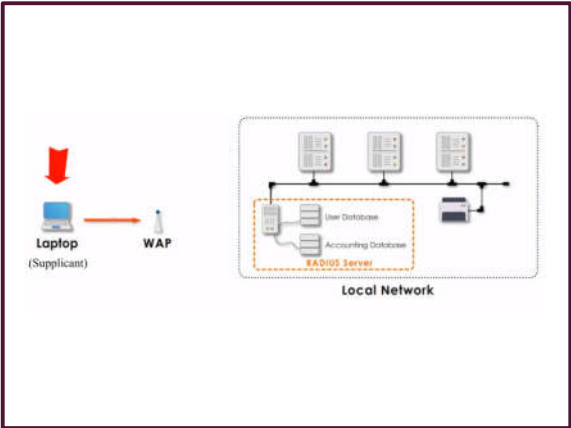 User Database
Accounting Database
RADIUS Server
Laptop
(Supplicant)
WAP
Local Network